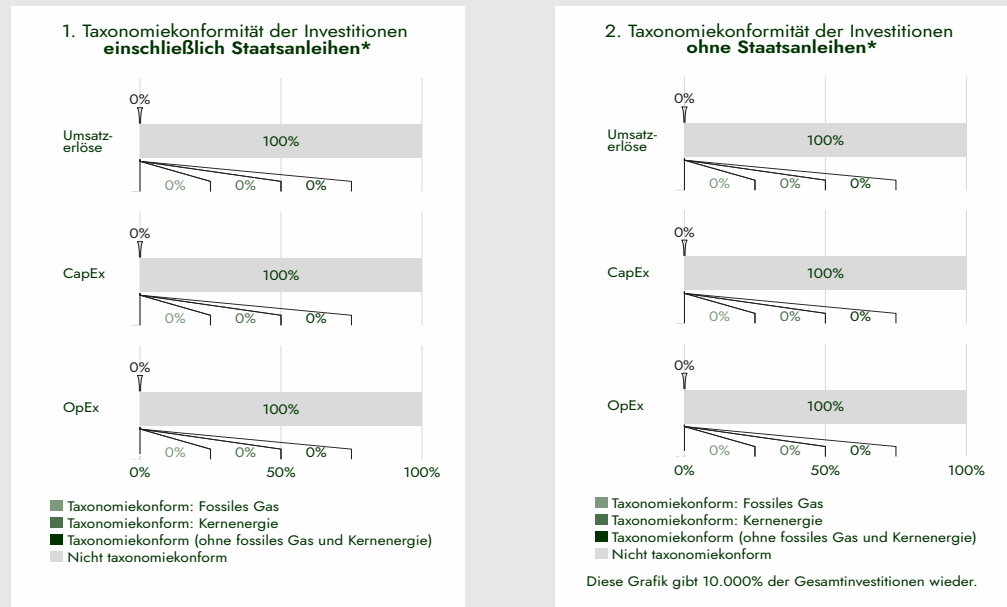 1. Taxonomiekonformität der Investitionen
einschließlich Staatsanleihen*
0%
Umsatz-
erlöse
100%
0% 0% 0%
0%
CapEx
100%
0% 0% 0%
0%
OpEx
100%
0% 0% 0%
0% 50% 100%
Taxonomiekonform: Fossiles Gas
Taxonomiekonform: Kernenergie
Taxonomiekonform (ohne fossiles Gas und Kernenergie)
Nicht taxonomiekonform
2. Taxonomiekonformität der Investitionen
ohne Staatsanleihen*
0%
Umsatz-
erlöse
100%
0% 0% 0%
0%
CapEx
100%
0% 0% 0%
0%
OpEx
100%
0% 0% 0%
0% 50% 100%
Taxonomiekonform: Fossiles Gas
Taxonomiekonform: Kernenergie
Taxonomiekonform (ohne fossiles Gas und Kernenergie)
Nicht taxonomiekonform
Diese Grafik gibt 10.000% der Gesamtinvestitionen wieder.